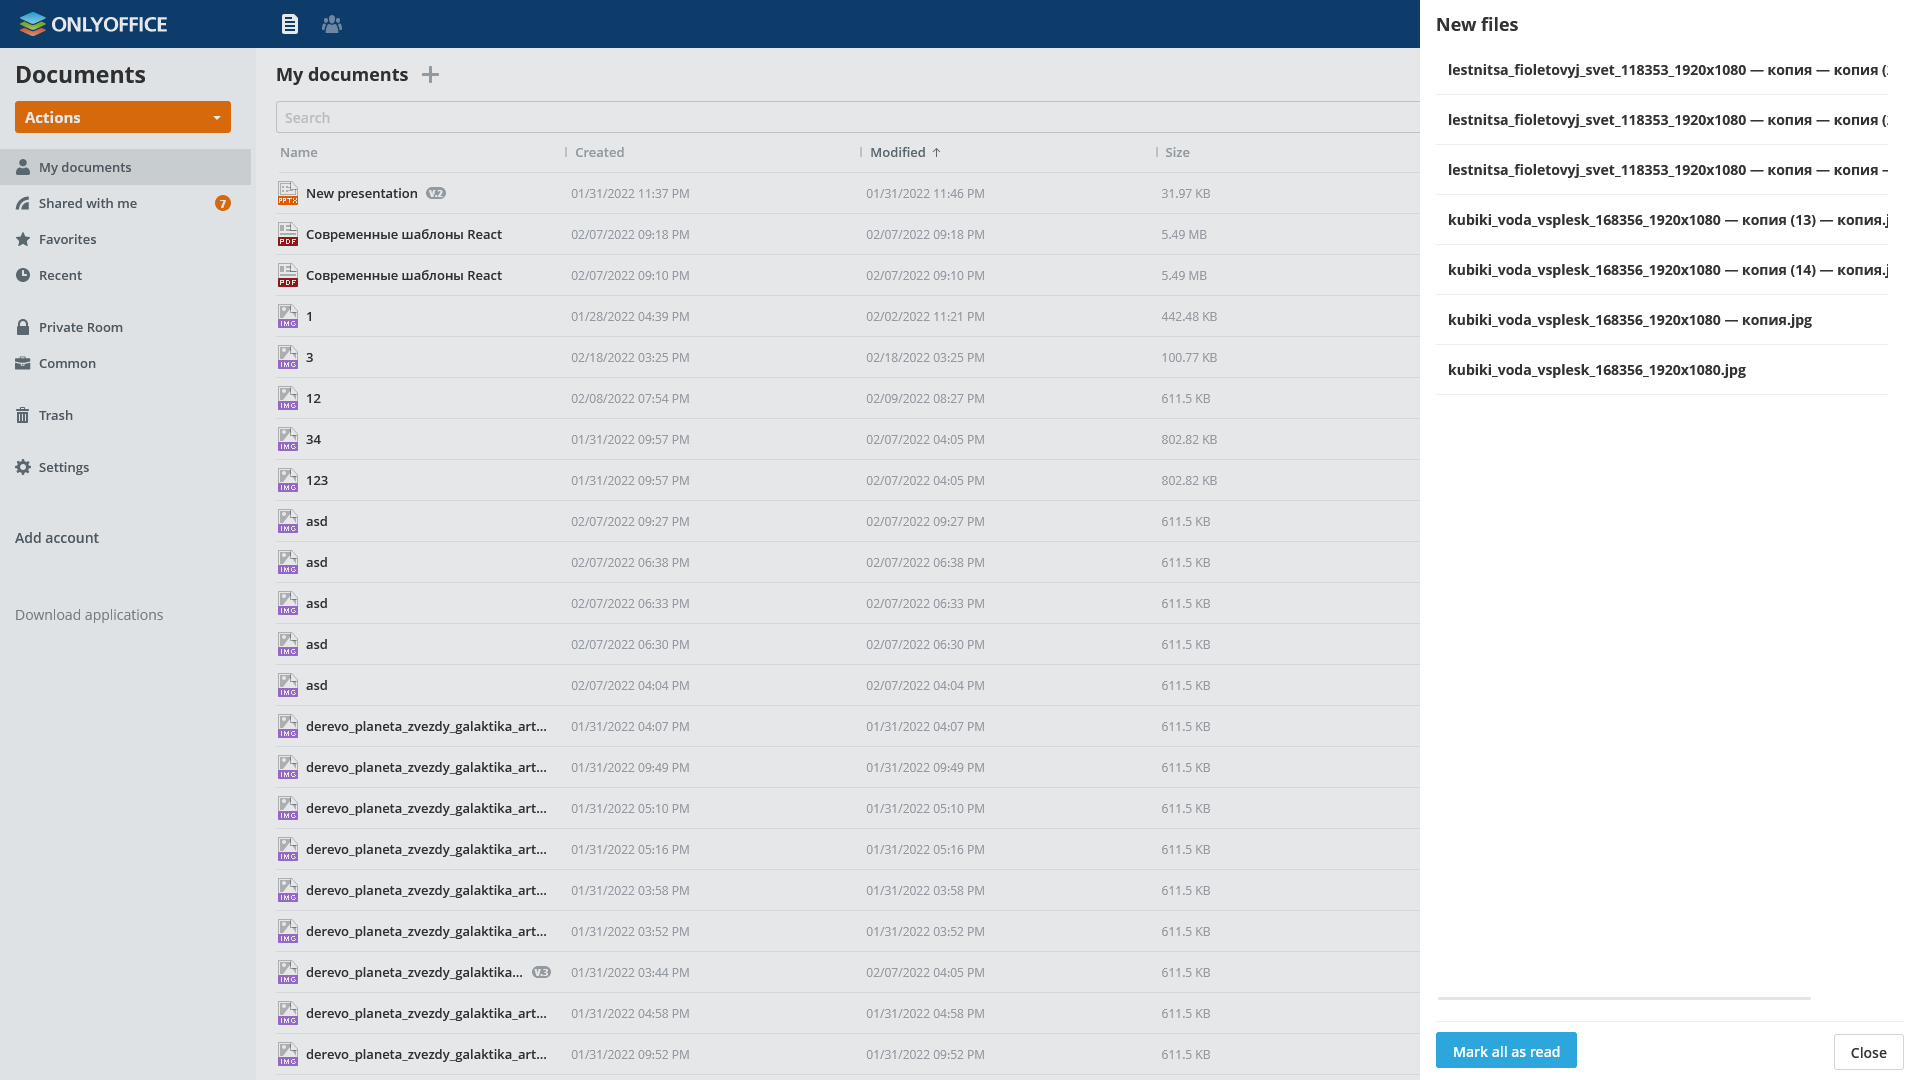 ONLYOFFICE
New files
Documents
My documents
Actions
Search
Name
Created
Modified
Size
My documents
Shared with me
7
Favorites
Recent
Private Room
Common
Trash
Settings
Add account
Download applications
PPTX New presentation V.2 01/31/2022 11:37 PM 01/31/2022 11:46 PM 31.97 KB
PDF Современные шаблоны React 02/07/2022 09:18 PM 02/07/2022 09:18 PM 5.49 MB
PDF Современные шаблоны React 02/07/2022 09:10 PM 02/07/2022 09:10 PM 5.49 MB
IMG 1 01/28/2022 04:39 PM 02/02/2022 11:21 PM 442.48 KB
IMG 3 02/18/2022 03:25 PM 02/18/2022 03:25 PM 100.77 KB
IMG 12 02/08/2022 07:54 PM 02/09/2022 08:27 PM 611.5 KB
IMG 34 01/31/2022 09:57 PM 02/07/2022 04:05 PM 802.82 KB
IMG 123 01/31/2022 09:57 PM 02/07/2022 04:05 PM 802.82 KB
IMG asd 02/07/2022 09:27 PM 02/07/2022 09:27 PM 611.5 KB
IMG asd 02/07/2022 06:38 PM 02/07/2022 06:38 PM 611.5 KB
IMG asd 02/07/2022 06:33 PM 02/07/2022 06:33 PM 611.5 KB
IMG asd 02/07/2022 06:30 PM 02/07/2022 06:30 PM 611.5 KB
IMG asd 02/07/2022 04:04 PM 02/07/2022 04:04 PM 611.5 KB
IMG derevo_planeta_zvezdy_galaktika_art... 01/31/2022 04:07 PM 01/31/2022 04:07 PM 611.5 KB
IMG derevo_planeta_zvezdy_galaktika_art... 01/31/2022 09:49 PM 01/31/2022 09:49 PM 611.5 KB
IMG derevo_planeta_zvezdy_galaktika_art... 01/31/2022 05:10 PM 01/31/2022 05:10 PM 611.5 KB
IMG derevo_planeta_zvezdy_galaktika_art... 01/31/2022 05:16 PM 01/31/2022 05:16 PM 611.5 KB
IMG derevo_planeta_zvezdy_galaktika_art... 01/31/2022 03:58 PM 01/31/2022 03:58 PM 611.5 KB
IMG derevo_planeta_zvezdy_galaktika_art... 01/31/2022 03:52 PM 01/31/2022 03:52 PM 611.5 KB
IMG derevo_planeta_zvezdy_galaktika... V.3 01/31/2022 03:44 PM 02/07/2022 04:05 PM 611.5 KB
IMG derevo_planeta_zvezdy_galaktika_art... 01/31/2022 04:58 PM 01/31/2022 04:58 PM 611.5 KB
IMG derevo_planeta_zvezdy_galaktika_art... 01/31/2022 09:52 PM 01/31/2022 09:52 PM 611.5 KB
lestnitsa_fioletovyj_svet_118353_1920x1080 — копия — копия (
lestnitsa_fioletovyj_svet_118353_1920x1080 — копия — копия (
lestnitsa_fioletovyj_svet_118353_1920x1080 — копия — копия –
kubiki_voda_vsplesk_168356_1920x1080 — копия (13) — копия.j
kubiki_voda_vsplesk_168356_1920x1080 — копия (14) — копия.j
kubiki_voda_vsplesk_168356_1920x1080 — копия.jpg
kubiki_voda_vsplesk_168356_1920x1080.jpg
Mark all as read
Close